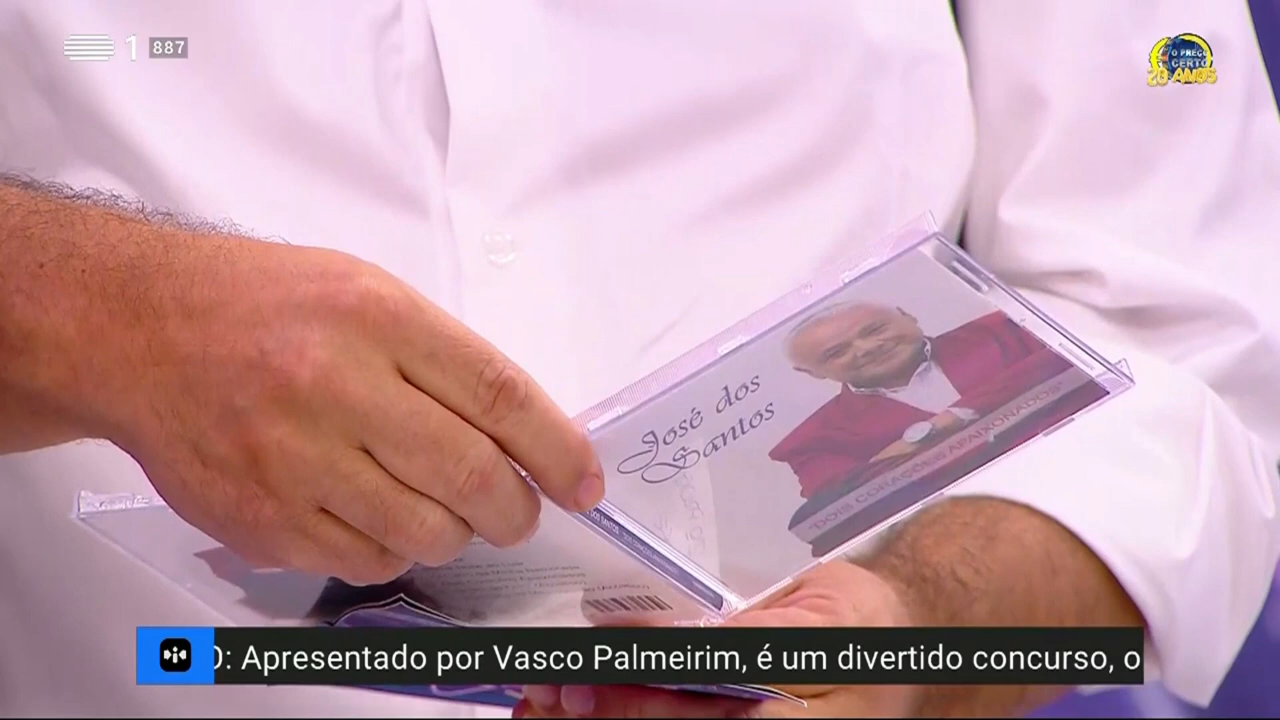 1 887
O PREÇO
CERTO
20 ANOS
José dos
Santos
"DOIS CORAÇÕES APAIXONADOS"
O: Apresentado por Vasco Palmeirim, é um divertido concurso, o